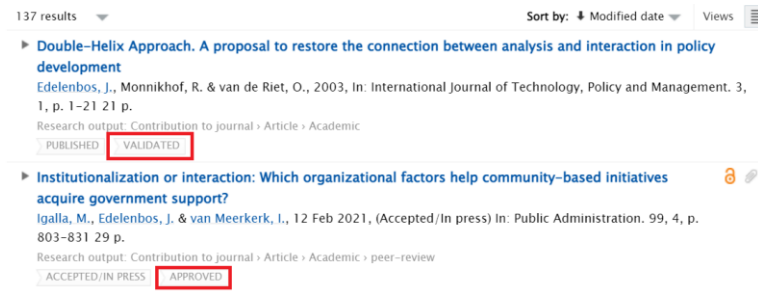 137 results
Sort by: Modified date
Views
Double-Helix Approach. A proposal to restore the connection between analysis and interaction in policy
development
Edelenbos, J., Monnikhof, R. & van de Riet, O., 2003, In: International Journal of Technology, Policy and Management. 3,
1, p. 1-21 21 p.
Research output: Contribution to journal › Article › Academic
PUBLISHED VALIDATED
Institutionalization or interaction: Which organizational factors help community-based initiatives
acquire government support?
Igalla, M., Edelenbos, J. & van Meerkerk, I., 12 Feb 2021, (Accepted/In press) In: Public Administration. 99, 4, p.
803-831 29 p.
Research output: Contribution to journal › Article › Academic › peer-review
ACCEPTED/IN PRESS APPROVED